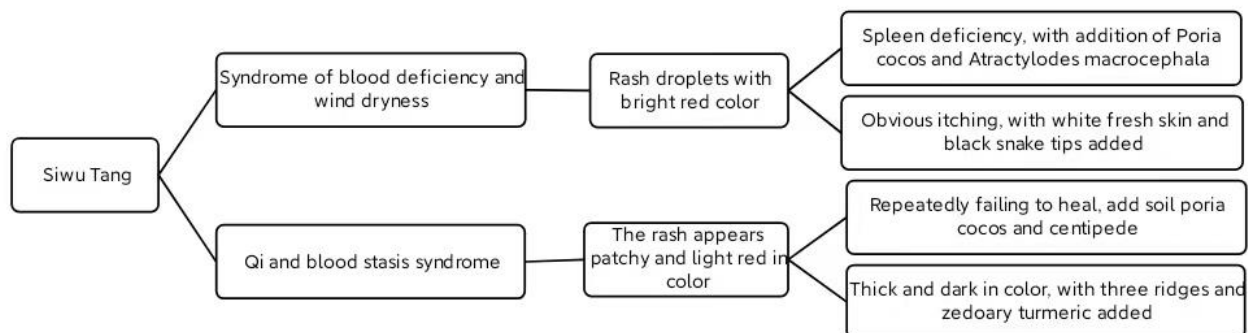 Siwu Tang
Syndrome of blood deficiency and
wind dryness
Rash droplets with
bright red color
Spleen deficiency, with addition of Poria
cocos and Atractylodes macrocephala
Obvious itching, with white fresh skin and
black snake tips added
Qi and blood stasis syndrome
The rash appears
patchy and light red in
color
Repeatedly failing to heal, add soil poria
cocos and centipede
Thick and dark in color, with three ridges and
zedoary turmeric added